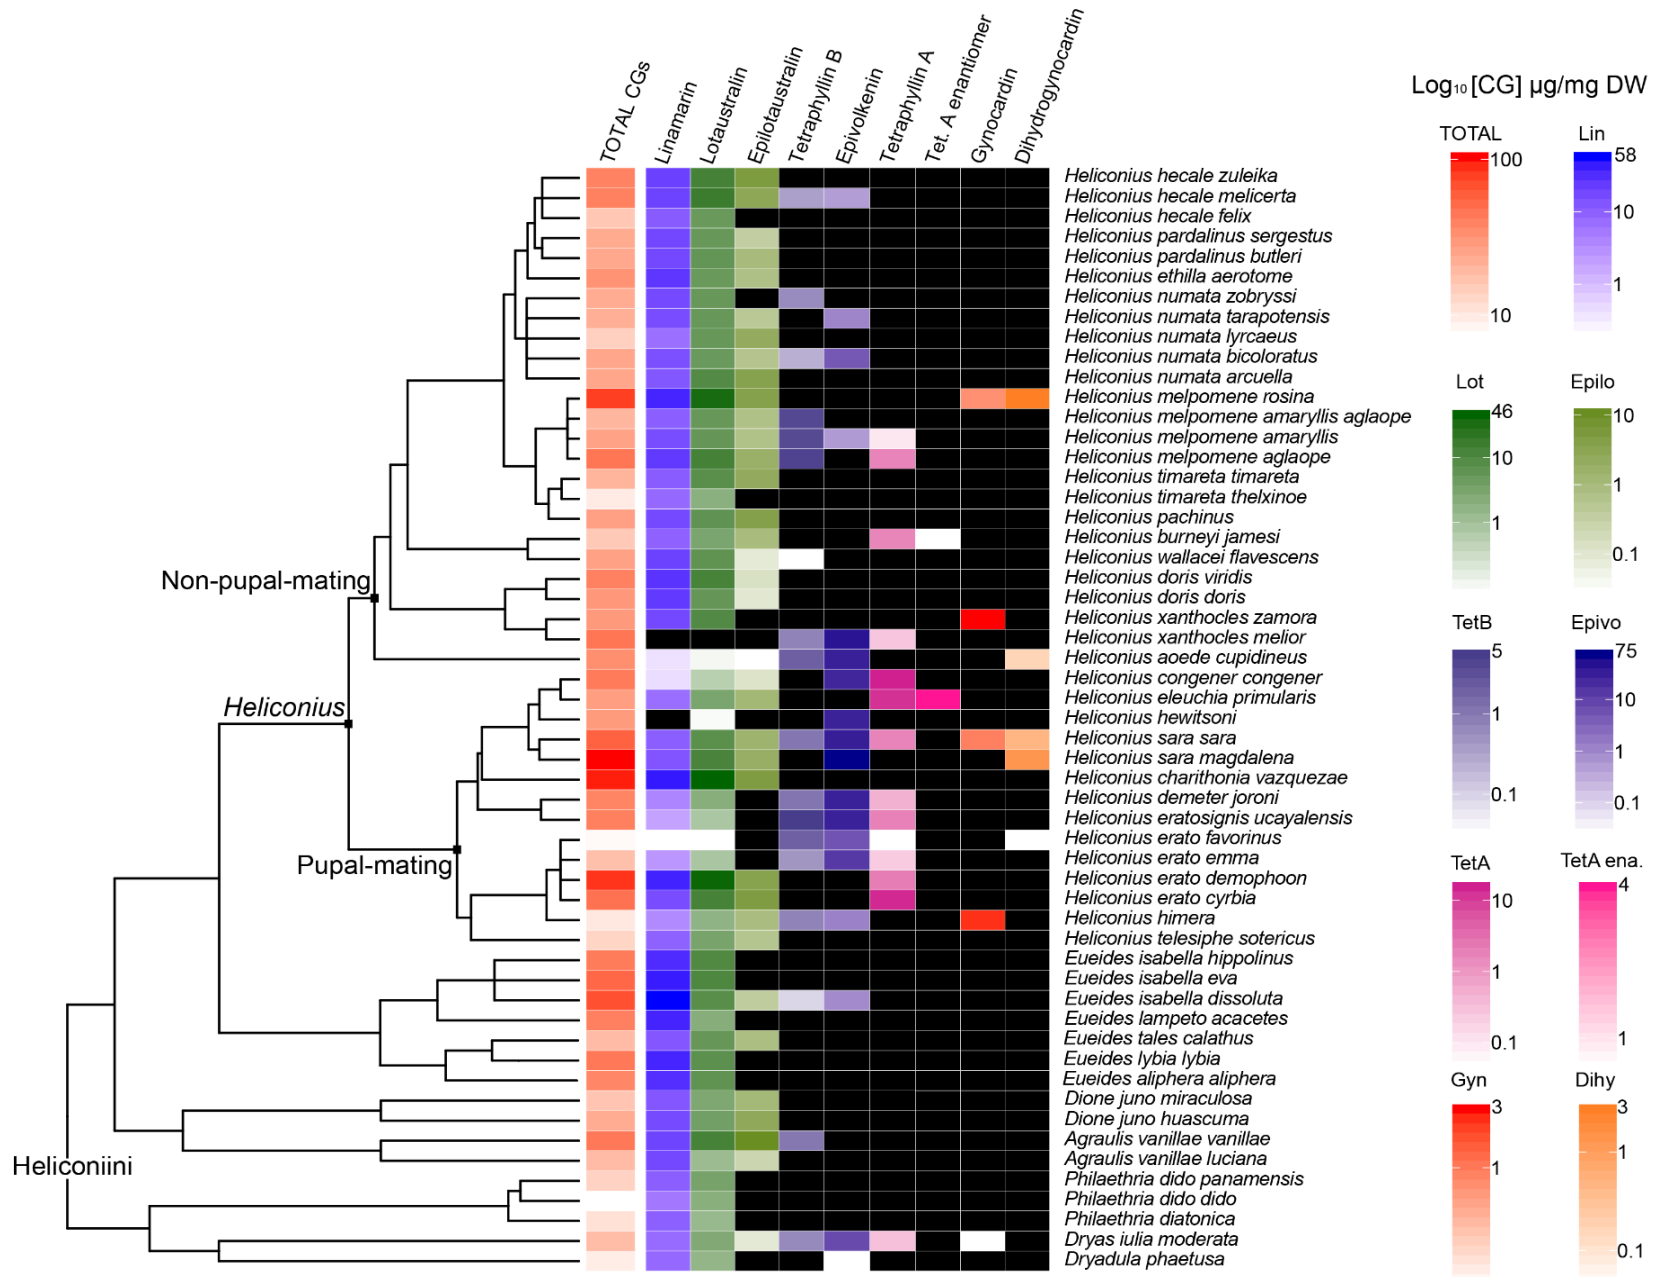 TOTAL CGs
Linamarin
Lotaustralin
Epilotaustralin
Tetraphyllin B
Epivolkenin
Tetraphyllin A
Tet. A enantiomer
Gynocardin
Dihydrogynocardin
Heliconius hecale zuleika
Heliconius hecale melicerta
Heliconius hecale felix
Heliconius pardalinus sergestus
Heliconius pardalinus butleri
Heliconius ethilla aerotome
Heliconius numata zobryssi
Heliconius numata tarapotensis
Heliconius numata lyrcaeus
Heliconius numata bicoloratus
Heliconius numata arcuella
Heliconius melpomene rosina
Heliconius melpomene amaryllis aglaope
Heliconius melpomene amaryllis
Heliconius melpomene aglaope
Heliconius timareta timareta
Heliconius timareta thelxinoe
Heliconius pachinus
Heliconius burneyi jamesi
Heliconius wallacei flavescens
Heliconius doris viridis
Heliconius doris doris
Heliconius xanthocles zamora
Heliconius xanthocles melior
Heliconius aoede cupidineus
Heliconius congener congener
Heliconius eleuchia primularis
Heliconius hewitsoni
Heliconius sara sara
Heliconius sara magdalena
Heliconius charithonia vazquezae
Heliconius demeter joroni
Heliconius eratosignis ucayalensis
Heliconius erato favorinus
Heliconius erato emma
Heliconius erato demophoon
Heliconius erato cyrbia
Heliconius himera
Heliconius telesiphe sotericus
Eueides isabella hippolinus
Eueides isabella eva
Eueides isabella dissoluta
Eueides lampeto acacetes
Eueides tales calathus
Eueides lybia lybia
Eueides aliphera aliphera
Dione juno miraculosa
Dione juno huascuma
Agraulis vanillae vanillae
Agraulis vanillae luciana
Philaethria dido panamensis
Philaethria dido dido
Philaethria diatonica
Dryas iulia moderata
Dryadula phaetusa
Non-pupal-mating
Heliconius
Pupal-mating
Heliconiini
Log₁₀ [CG] µg/mg DW
TOTAL
100
10
Lin
58
10
1
Lot
46
10
1
Epilo
10
1
0.1
TetB
5
1
0.1
Epivo
75
10
1
0.1
TetA
10
1
0.1
TetA ena.
4
1
Gyn
3
1
Dihy
3
1
0.1